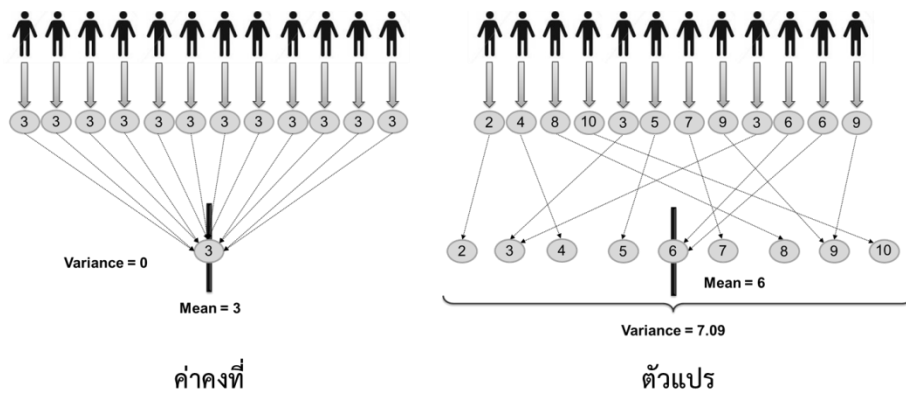 3 3 3 3 3 3 3 3 3 3 3 3
3
Variance = 0
Mean = 3
ค่าคงที่
2 4 8 10 3 5 7 9 3 6 6 9
2 3 4 5 6 7 8 9 10
Mean = 6
Variance = 7.09
ตัวแปร